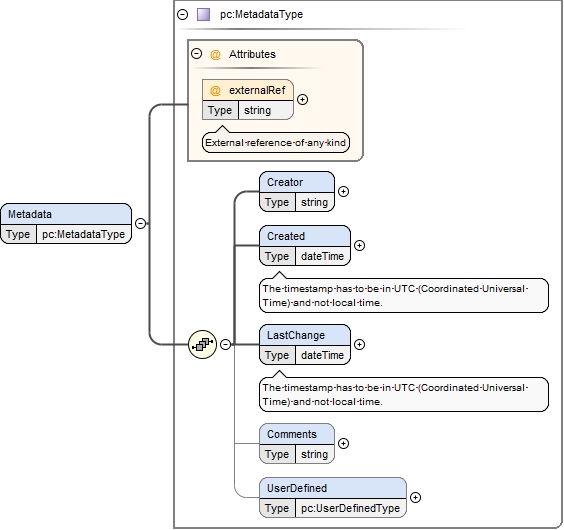 pc:MetadataType
@ Attributes
@ externalRef
Type string
External reference of any kind
Creator
Type string
Metadata
Type pc:MetadataType
Created
Type dateTime
The timestamp has to be in UTC (Coordinated Universal
Time) and not local time.
LastChange
Type dateTime
The timestamp has to be in UTC (Coordinated Universal
Time) and not local time.
Comments
Type string
UserDefined
Type pc:UserDefinedType